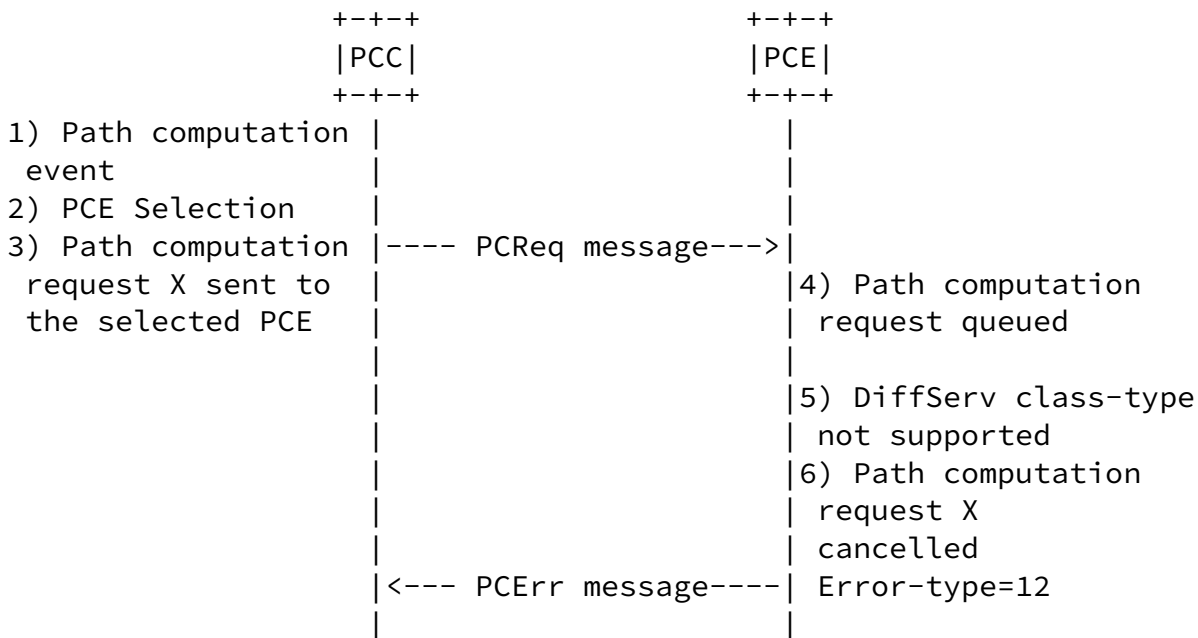 +-+-+ +-+-+
|PCC| |PCE|
+-+-+ +-+-+
1) Path computation | |
event | |
2) PCE Selection | |
3) Path computation |---- PCReq message--->|
request X sent to | |4) Path computation
the selected PCE | | request queued
| |
| |5) DiffServ class-type
| | not supported
| |6) Path computation
| | request X
| | cancelled
|<--- PCErr message----| Error-type=12
| |